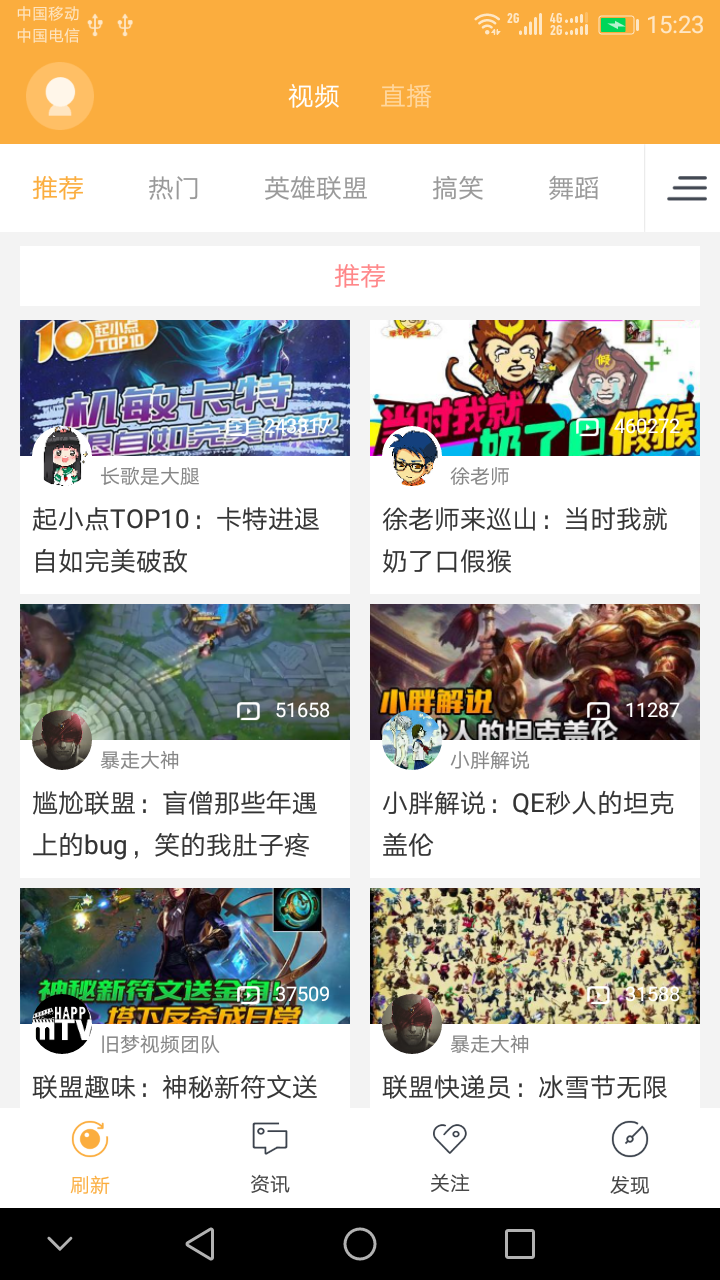 中国移动
中国电信
2G
4G
2G
15:23
视频
直播
推荐
热门
英雄联盟
搞笑
舞蹈
推荐
10 起小点
TOP10
机敏卡特
退自如完美破敌
243817
长歌是大腿
起小点TOP10：卡特进退
自如完美破敌
假
当时我就
奶了口假猴
460272
徐老师
徐老师来巡山：当时我就
奶了口假猴
51658
暴走大神
尴尬联盟：盲僧那些年遇
上的bug，笑的我肚子疼
小胖解说
秒人的坦克盖伦
11287
小胖解说
小胖解说：QE秒人的坦克
盖伦
神秘新符文送金身!
塔下反杀成日常
37509
HAPP
mTV
旧梦视频团队
联盟趣味：神秘新符文送
31588
暴走大神
联盟快递员：冰雪节无限
刷新
资讯
关注
发现